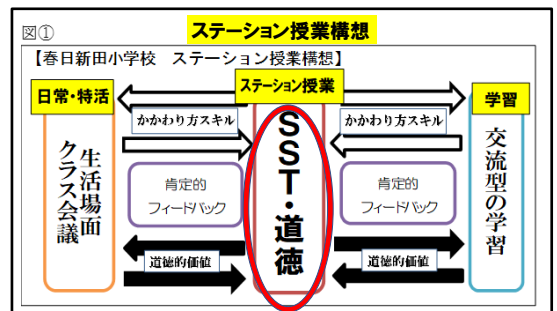 図①
ステーション授業構想
【春日新田小学校　ステーション授業構想】
日常・特活
ステーション授業
学習
かかわり方スキル
かかわり方スキル
生活場面
クラス会議
SST・道徳
交流型の学習
肯定的
フィードバック
肯定的
フィードバック
道徳的価値
道徳的価値